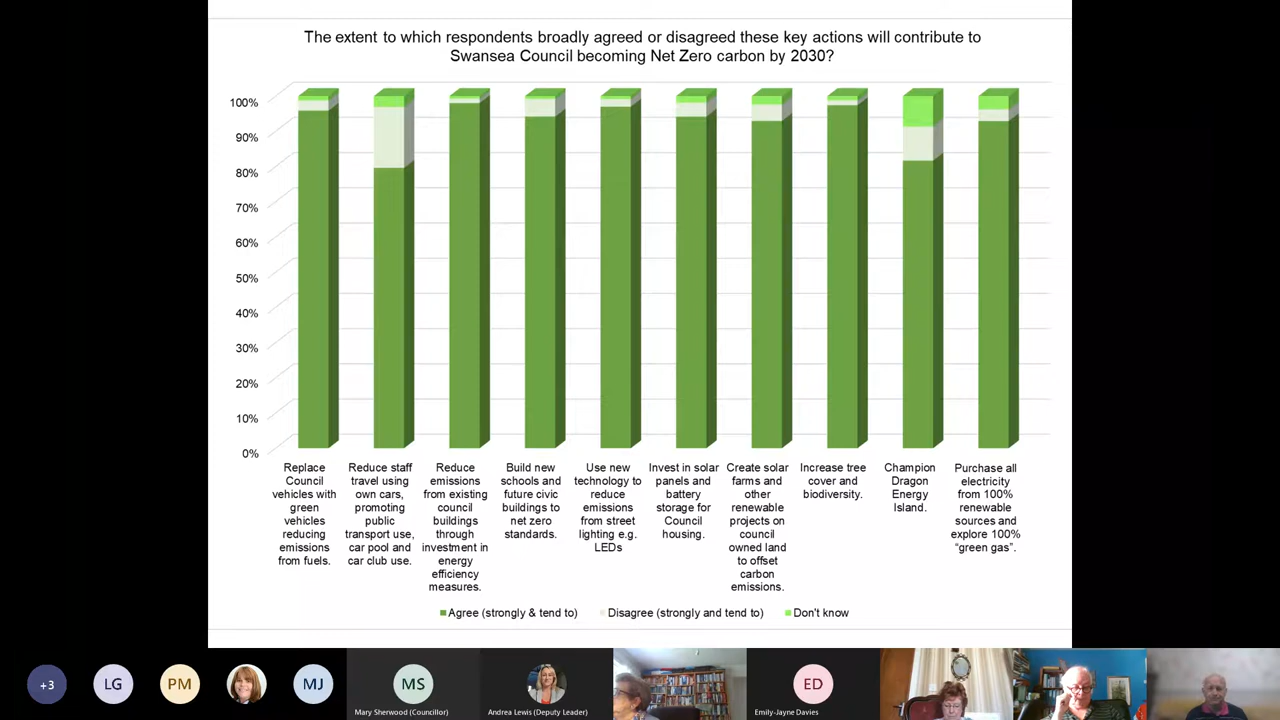 The extent to which respondents broadly agreed or disagreed these key actions will contribute to
Swansea Council becoming Net Zero carbon by 2030?
100%
90%
80%
70%
60%
50%
40%
30%
20%
10%
0%
Replace
Council
vehicles with
green
vehicles
reducing
emissions
from fuels.
Reduce staff
travel using
own cars,
promoting
public
transport use,
car pool and
car club use.
Reduce
emissions
from existing
council
buildings
through
investment in
energy
efficiency
measures.
Build new
schools and
future civic
buildings to
net zero
standards.
Use new
technology to
reduce
emissions
from street
lighting e.g.
LEDs
Invest in solar
panels and
battery
storage for
Council
housing.
Create solar
farms and
other
renewable
projects on
council
owned land
to offset
carbon
emissions.
Increase tree
cover and
biodiversity.
Champion
Dragon
Energy
Island.
Purchase all
electricity
from 100%
renewable
sources and
explore 100%
“green gas”.
Agree (strongly & tend to)
Disagree (strongly and tend to)
Don't know
+3
LG
PM
MJ
MS
Mary Sherwood (Councillor)
Andrea Lewis (Deputy Leader)
ED
Emily-Jayne Davies